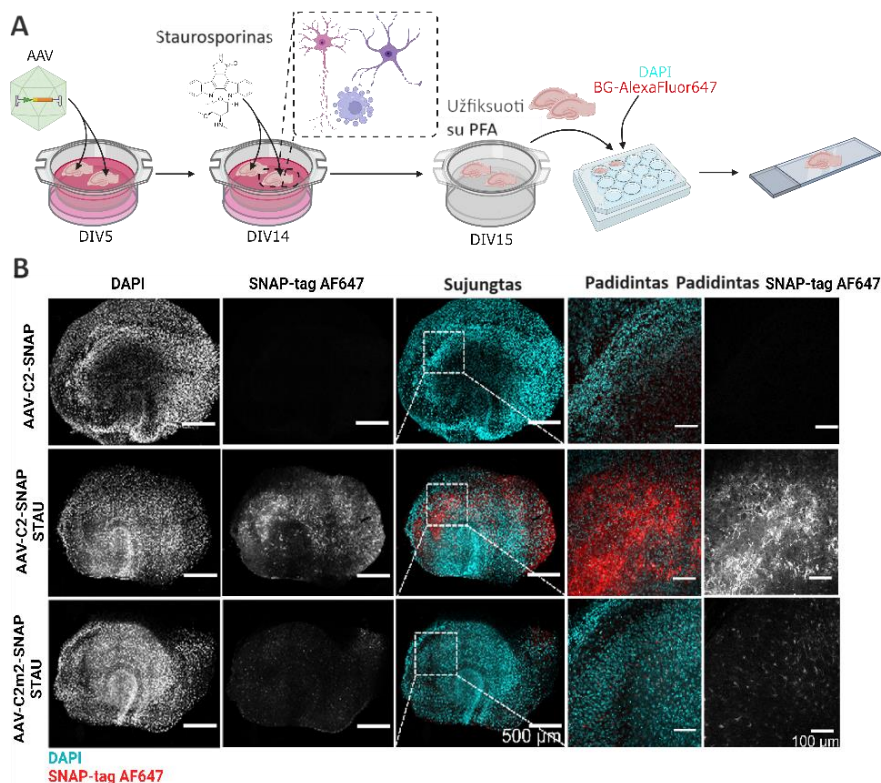 A
AAV
Staurosporinas
DAPI
BG-AlexaFluor647
Užfiksuoti
su PFA
DIV5
DIV14
DIV15
B
DAPI
SNAP-tag AF647
Sujungtas
Padidintas
Padidintas SNAP-tag AF647
AAV-C2-SNAP
AAV-C2-SNAP
STAU
AAV-C2m2-SNAP
STAU
500 µm
100 µm
DAPI
SNAP-tag AF647